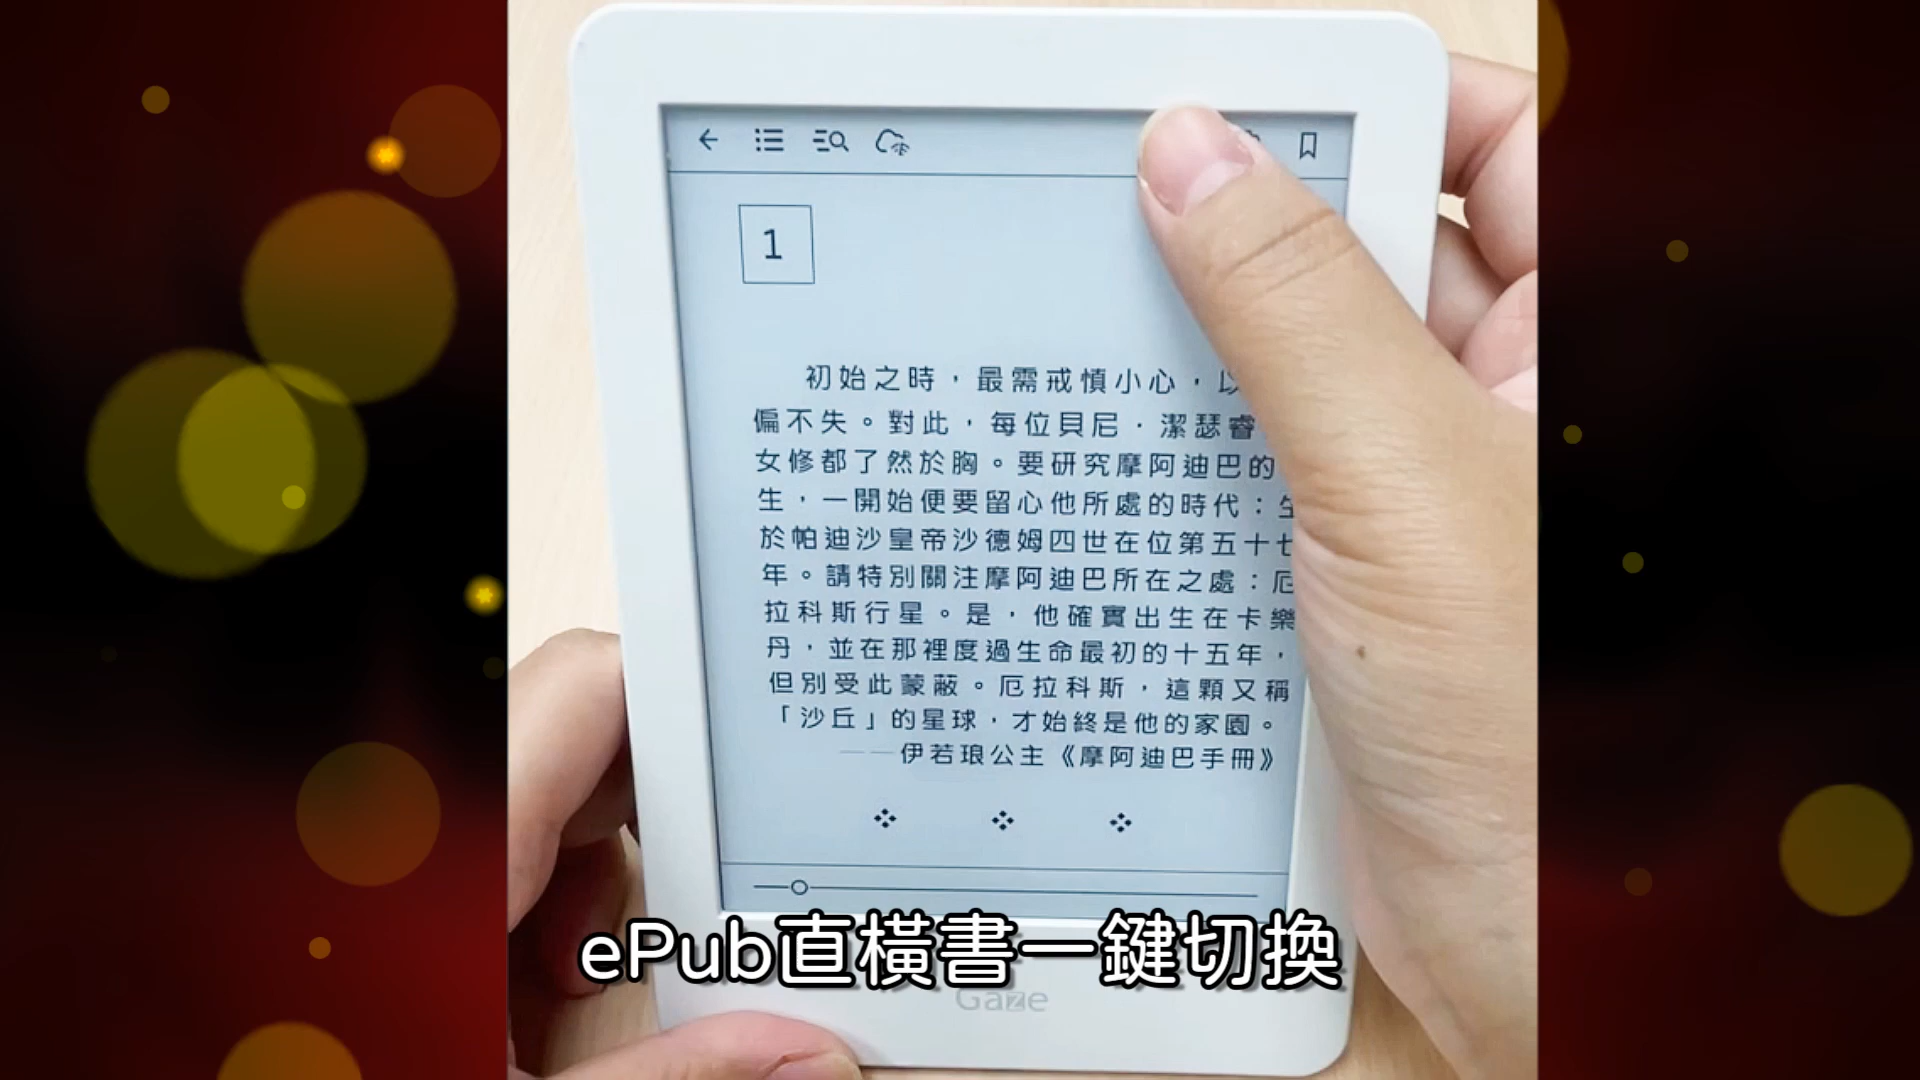 1
初始之時，最需戒慎小心，以
偏不失。對此，每位貝尼．潔瑟睿
女修都了然於胸。要研究摩阿迪巴的
生，一開始便要留心他所處的時代：生
於帕迪沙皇帝沙德姆四世在位第五十七
年。請特別關注摩阿迪巴所在之處：厄
拉科斯行星。是，他確實出生在卡樂
丹，並在那裡度過生命最初的十五年，
但別受此蒙蔽。厄拉科斯，這顆又稱
「沙丘」的星球，才始終是他的家園。
——伊若琅公主《摩阿迪巴手冊》
ePub直橫書一鍵切換
Gaze